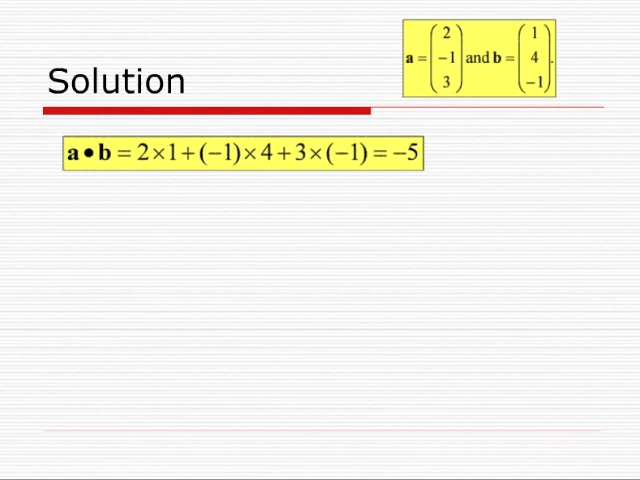 Solution
a = ( 2 −1 3 ) and b = ( 1 4 −1 ).
a • b = 2×1+(−1)×4+3×(−1) = −5